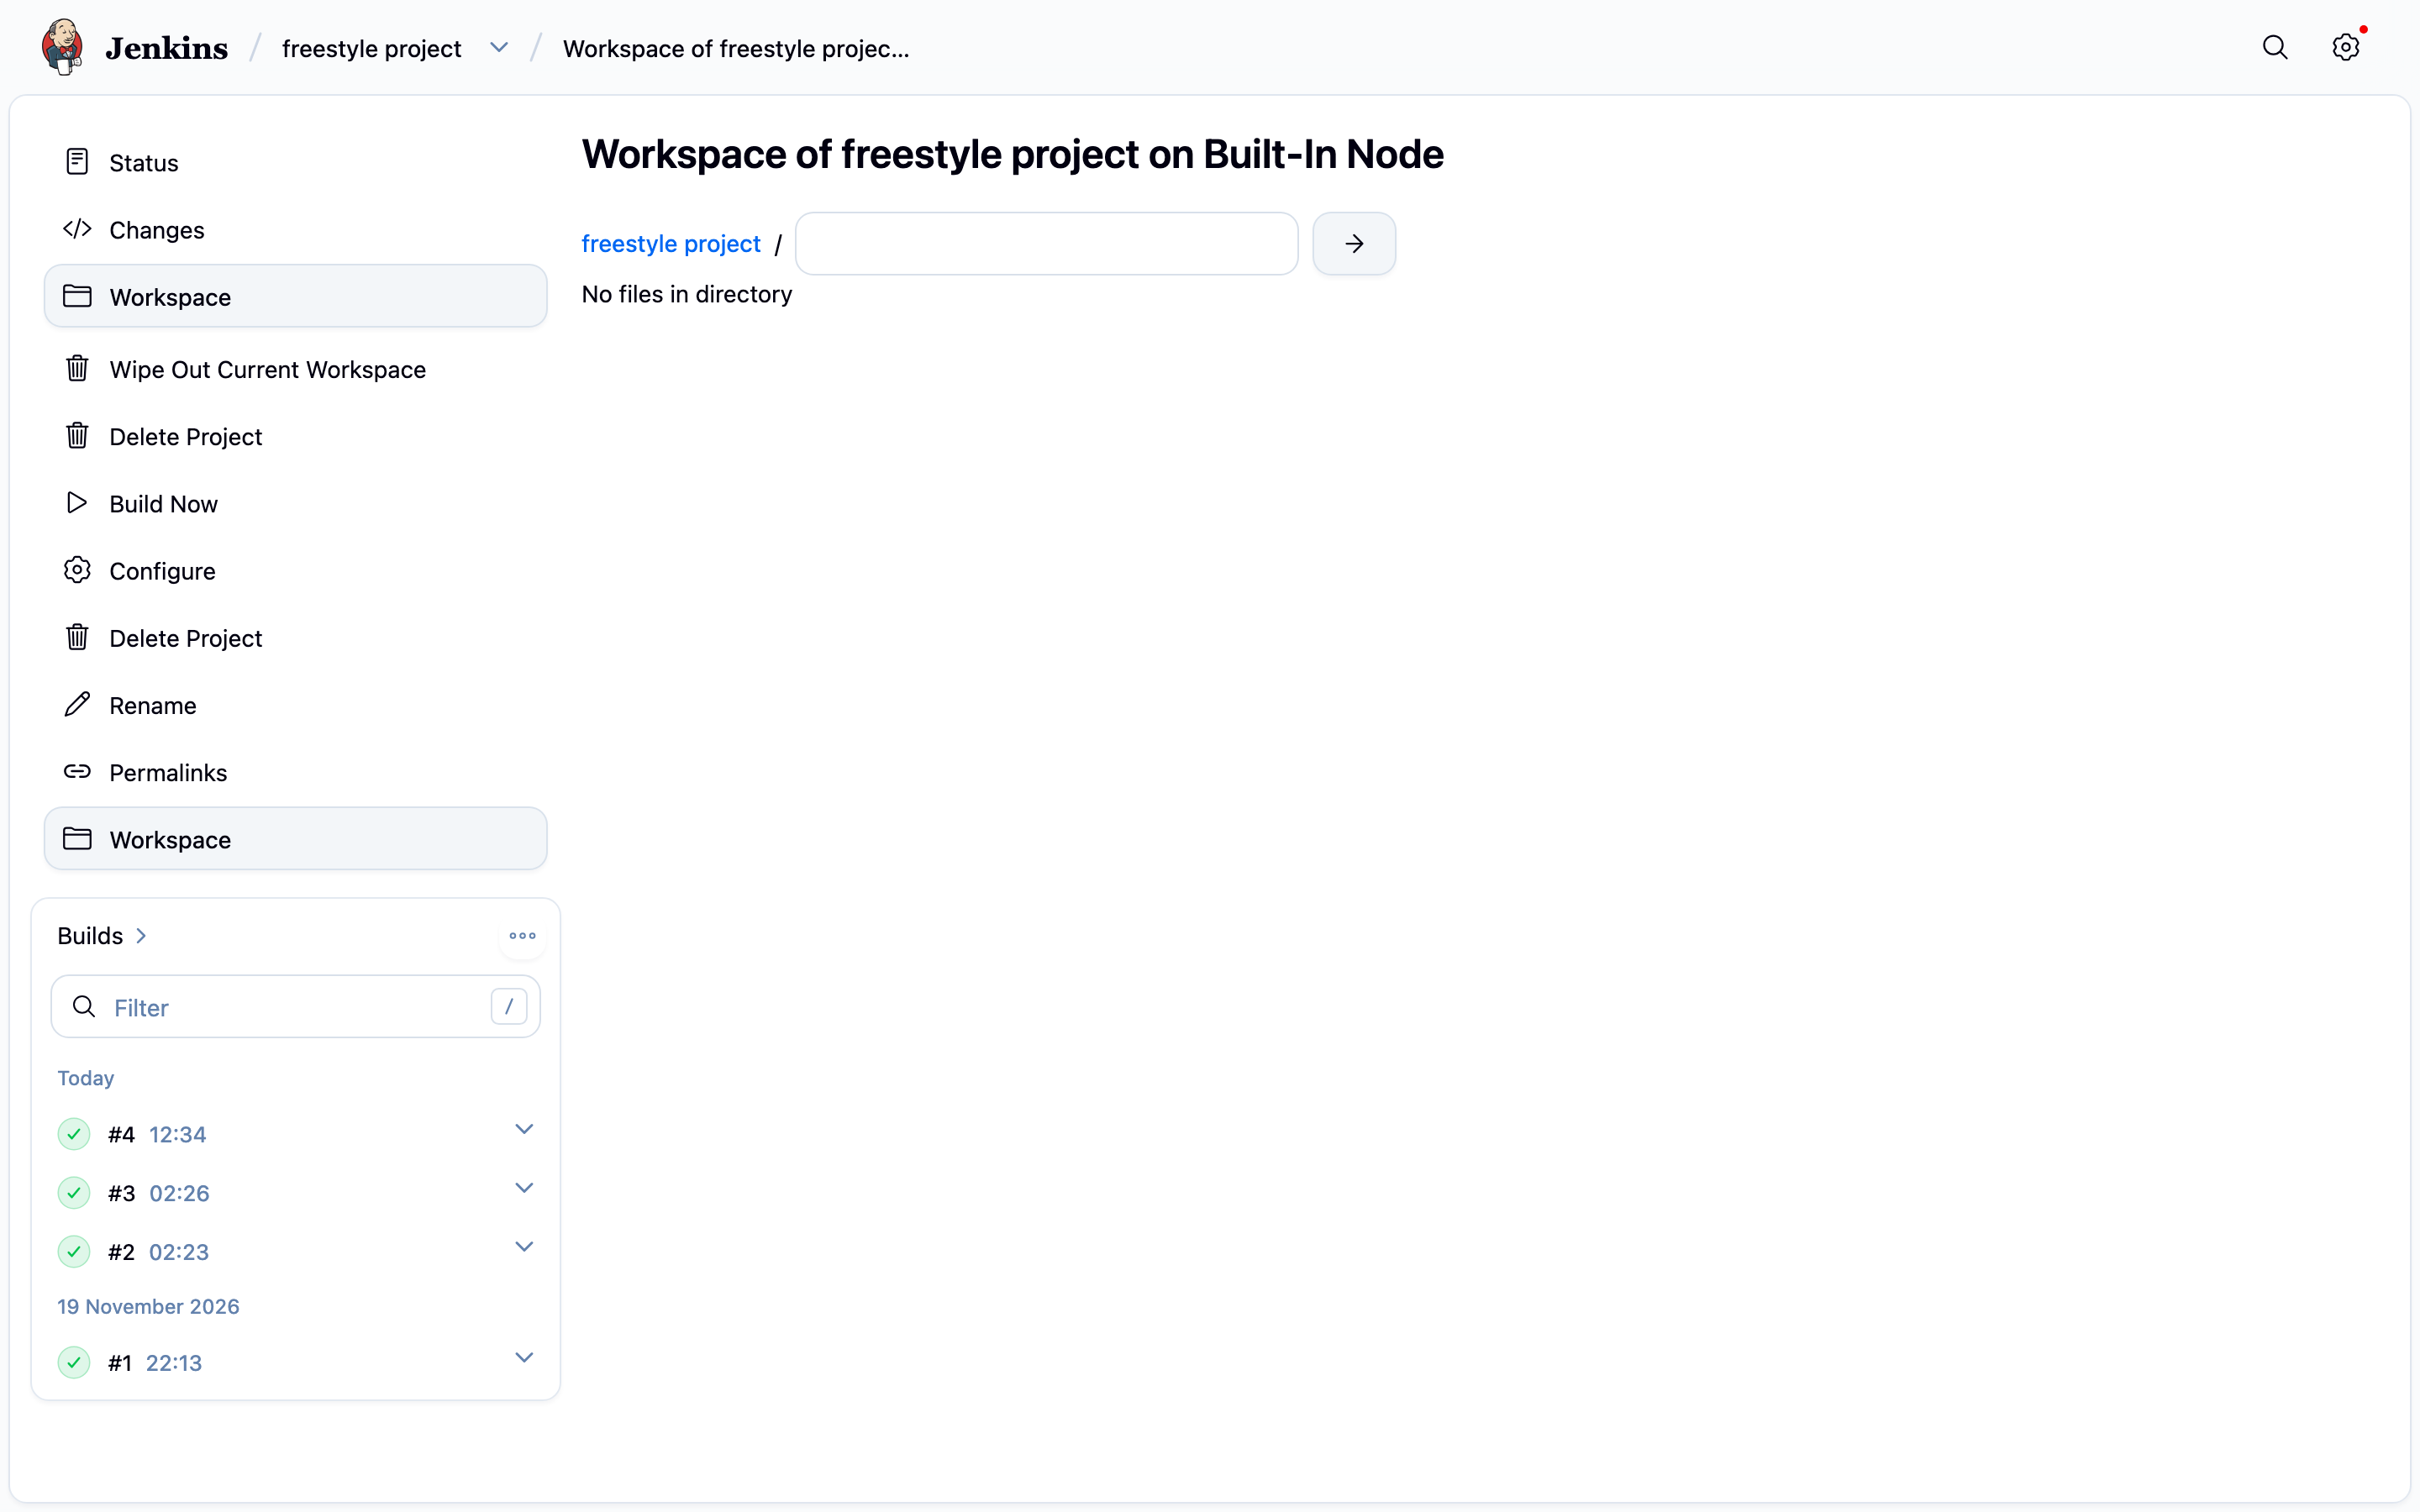 Jenkins / freestyle project / Workspace of freestyle projec...
Status
Changes
Workspace
Wipe Out Current Workspace
Delete Project
Build Now
Configure
Delete Project
Rename
Permalinks
Workspace
Builds
Filter /
Today
#4 12:34
#3 02:26
#2 02:23
19 November 2026
#1 22:13
Workspace of freestyle project on Built-In Node
freestyle project /
No files in directory